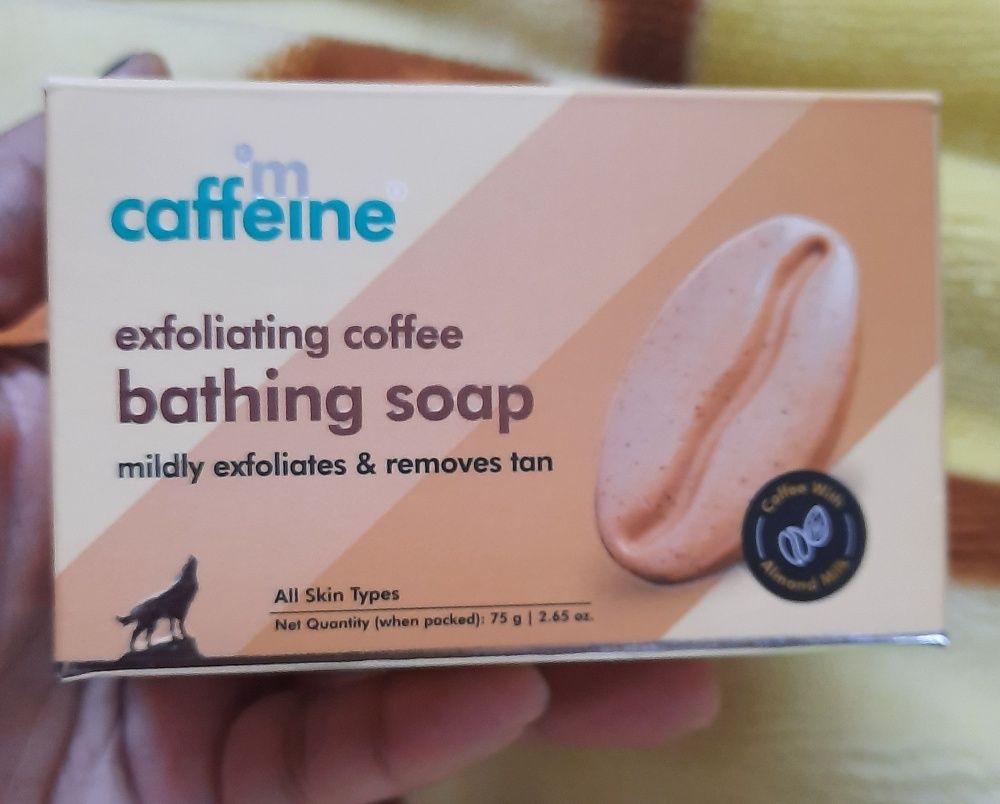 m
caffeine®
exfoliating coffee
bathing soap
mildly exfoliates & removes tan
All Skin Types
Net Quantity (when packed): 75 g | 2.65 oz.
Coffee With
Almond Milk